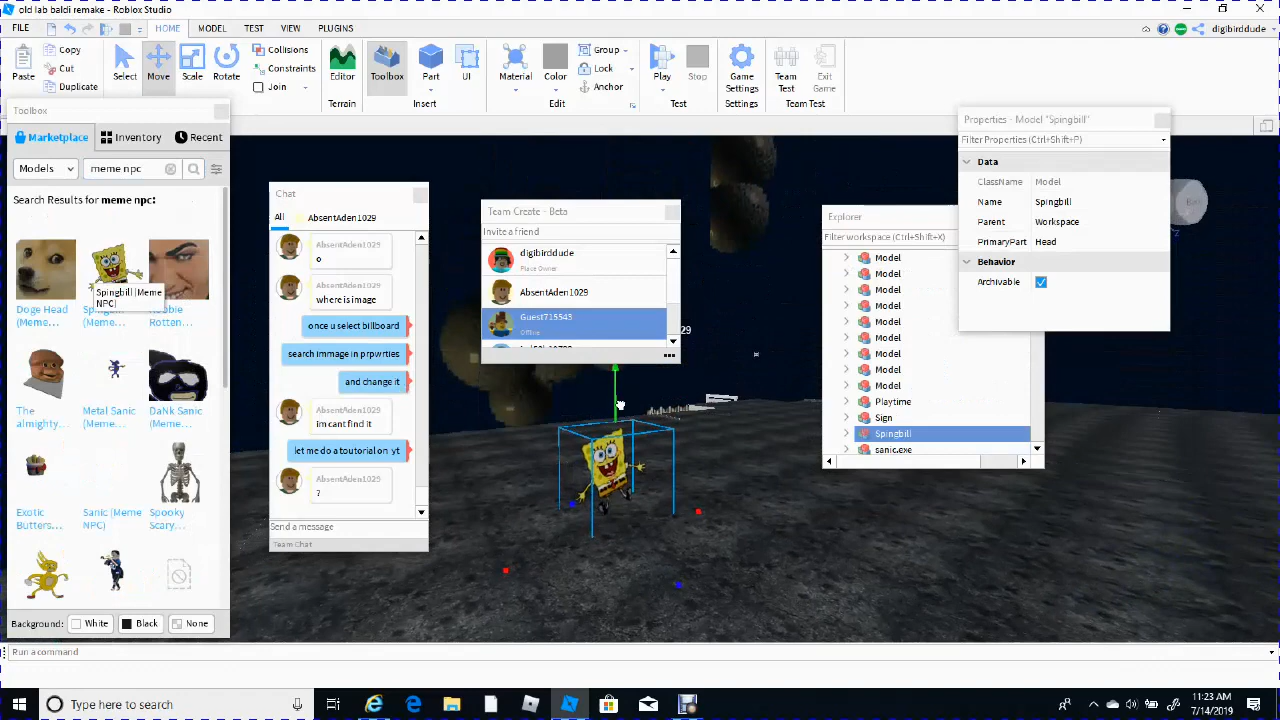 old lab baldi remake - Roblox Studio
FILE
HOME
MODEL
TEST
VIEW
PLUGINS
digibirddude
Paste
Copy
Cut
Duplicate
Select
Move
Scale
Rotate
Collisions
Constraints
Join
Editor
Terrain
Toolbox
Part
UI
Insert
Material
Color
Group
Lock
Anchor
Edit
Play
Stop
Test
Game
Settings
Settings
Team
Test
Exit
Game
Team Test
Toolbox
Marketplace
Inventory
Recent
Models
meme npc
Search Results for meme npc:
Doge Head
(Meme...
(Meme...
Rotten...
Spingbill (Meme
NPC)
The
almighty...
Metal Sanic
(Meme...
DaNk Sanic
(Meme...
Exotic
Butters...
Sanic (Meme
NPC)
Spooky
Scary...
Background:
White
Black
None
Run a command
Chat
All
AbsentAden1029
AbsentAden1029
o
AbsentAden1029
where is image
once u select billboard
search immage in prpwrties
and change it
AbsentAden1029
im cant find it
let me do a toutorial on yt
AbsentAden1029
?
Send a message
Team Chat
Team Create - Beta
Invite a friend
digibirddude
Place Owner
AbsentAden1029
Guest715543
Offline
29
Explorer
Filter workspace (Ctrl+Shift+X)
Model
Model
Model
Model
Model
Model
Model
Model
Model
Playtime
Sign
Spingbill
sanic.exe
Properties - Model "Spingbill"
Filter Properties (Ctrl+Shift+P)
Data
ClassName
Model
Name
Spingbill
Parent
Workspace
PrimaryPart
Head
Behavior
Archivable
Z
Type here to search
11:23 AM
7/14/2019